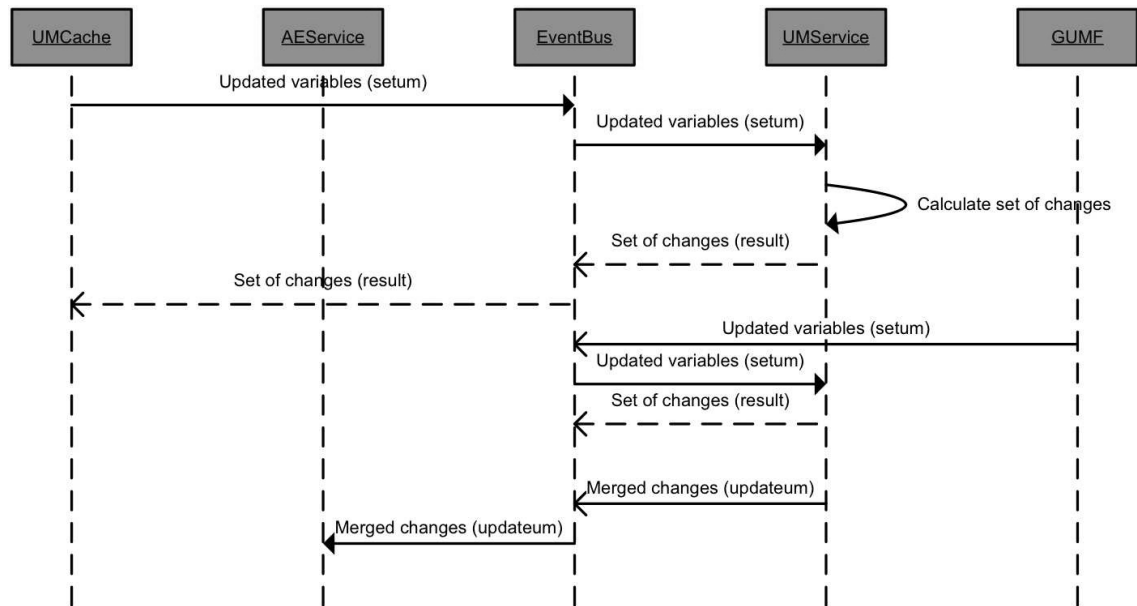 UMCache
AEService
EventBus
UMService
GUMF
Updated variables (setum)
Updated variables (setum)
Calculate set of changes
Set of changes (result)
Set of changes (result)
Updated variables (setum)
Updated variables (setum)
Set of changes (result)
Merged changes (updateum)
Merged changes (updateum)